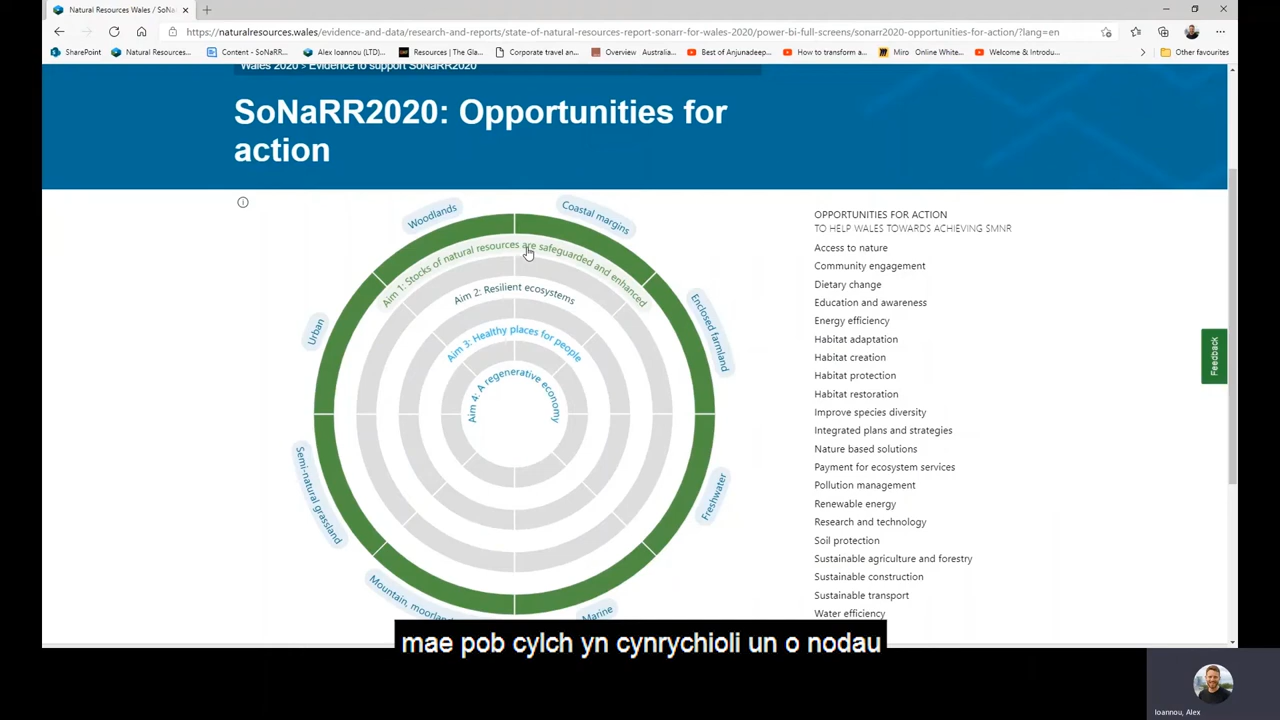 Natural Resources Wales / SoNa
https://naturalresources.wales/evidence-and-data/research-and-reports/state-of-natural-resources-report-sonarr-for-wales-2020/power-bi-full-screens/sonarr2020-opportunities-for-action/?lang=en
SharePoint
Natural Resources...
Content - SoNaRR...
Alex Ioannou (LTD)...
Resources | The Gla...
Corporate travel an...
Overview Australia...
Best of Anjunadeep...
How to transform a...
Miro Online White...
Welcome & Introdu...
Other favourites
Wales 2020 > Evidence to support SoNaRR2020
SoNaRR2020: Opportunities for
action
Woodlands
Coastal margins
Enclosed farmland
Freshwater
Marine
Mountain, moorlan
Semi-natural grassland
Urban
Aim 1: Stocks of natural resources are safeguarded and enhanced
Aim 2: Resilient ecosystems
Aim 3: Healthy places for people
Aim 4: A regenerative economy
OPPORTUNITIES FOR ACTION
TO HELP WALES TOWARDS ACHIEVING SMNR
Access to nature
Community engagement
Dietary change
Education and awareness
Energy efficiency
Habitat adaptation
Habitat creation
Habitat protection
Habitat restoration
Improve species diversity
Integrated plans and strategies
Nature based solutions
Payment for ecosystem services
Pollution management
Renewable energy
Research and technology
Soil protection
Sustainable agriculture and forestry
Sustainable construction
Sustainable transport
Water efficiency
Feedback
mae pob cylch yn cynrychioli un o nodau
Ioannou, Alex